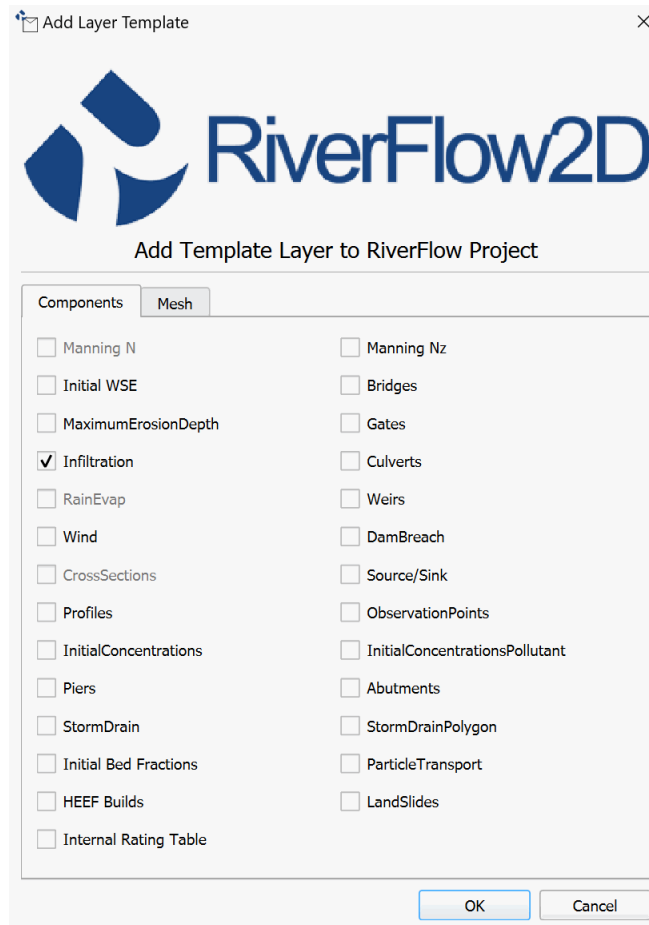 Add Layer Template
RiverFlow2D
Add Template Layer to RiverFlow Project
Components Mesh
Manning N Manning Nz
Initial WSE Bridges
MaximumErosionDepth Gates
Infiltration Culverts
RainEvap Weirs
Wind DamBreach
CrossSections Source/Sink
Profiles ObservationPoints
InitialConcentrations InitialConcentrationsPollutant
Piers Abutments
StormDrain StormDrainPolygon
Initial Bed Fractions ParticleTransport
HEEF Builds LandSlides
Internal Rating Table
OK Cancel